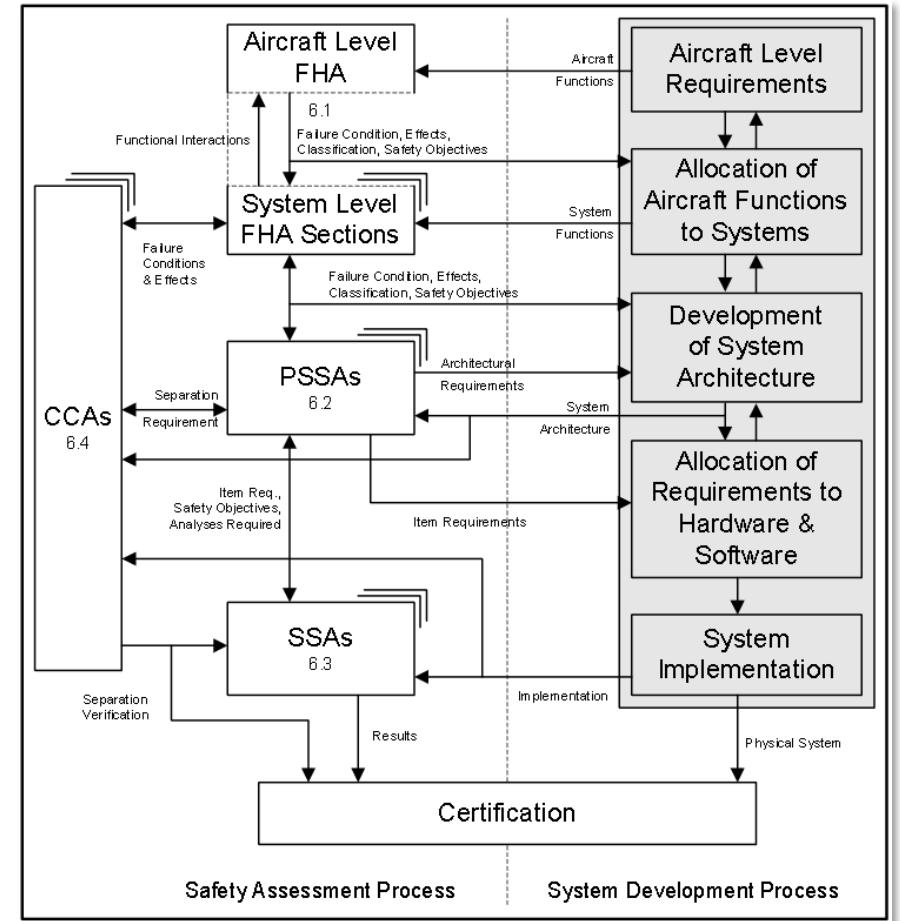 Aircraft Level
FHA
6.1
Aircraft
Functions
Aircraft Level
Requirements
Functional Interactions
Failure Condition, Effects,
Classification, Safety Objectives
Allocation of
Aircraft Functions
to Systems
System Level
FHA Sections
System
Functions
Failure
Conditions
& Effects
Failure Condition, Effects,
Classification, Safety Objectives
Development
of System
Architecture
PSSAs
6.2
Architectural
Requirements
CCAs
6.4
Separation
Requirement
System
Architecture
Allocation of
Requirements to
Hardware &
Software
Item Req.,
Safety Objectives,
Analyses Required
Item Requirements
SSAs
6.3
System
Implementation
Implementation
Separation
Verification
Results
Physical System
Certification
Safety Assessment Process
System Development Process